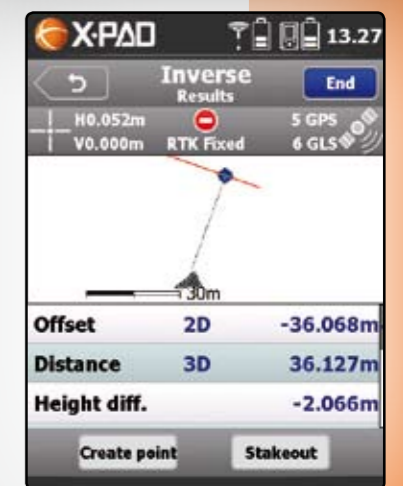 X-PAD 13.27
Inverse End
Results
H0.052m 5 GPS
V0.000m RTK Fixed 6 GLS
30m
Offset 2D -36.068m
Distance 3D 36.127m
Height diff. -2.066m
Create point Stakeout